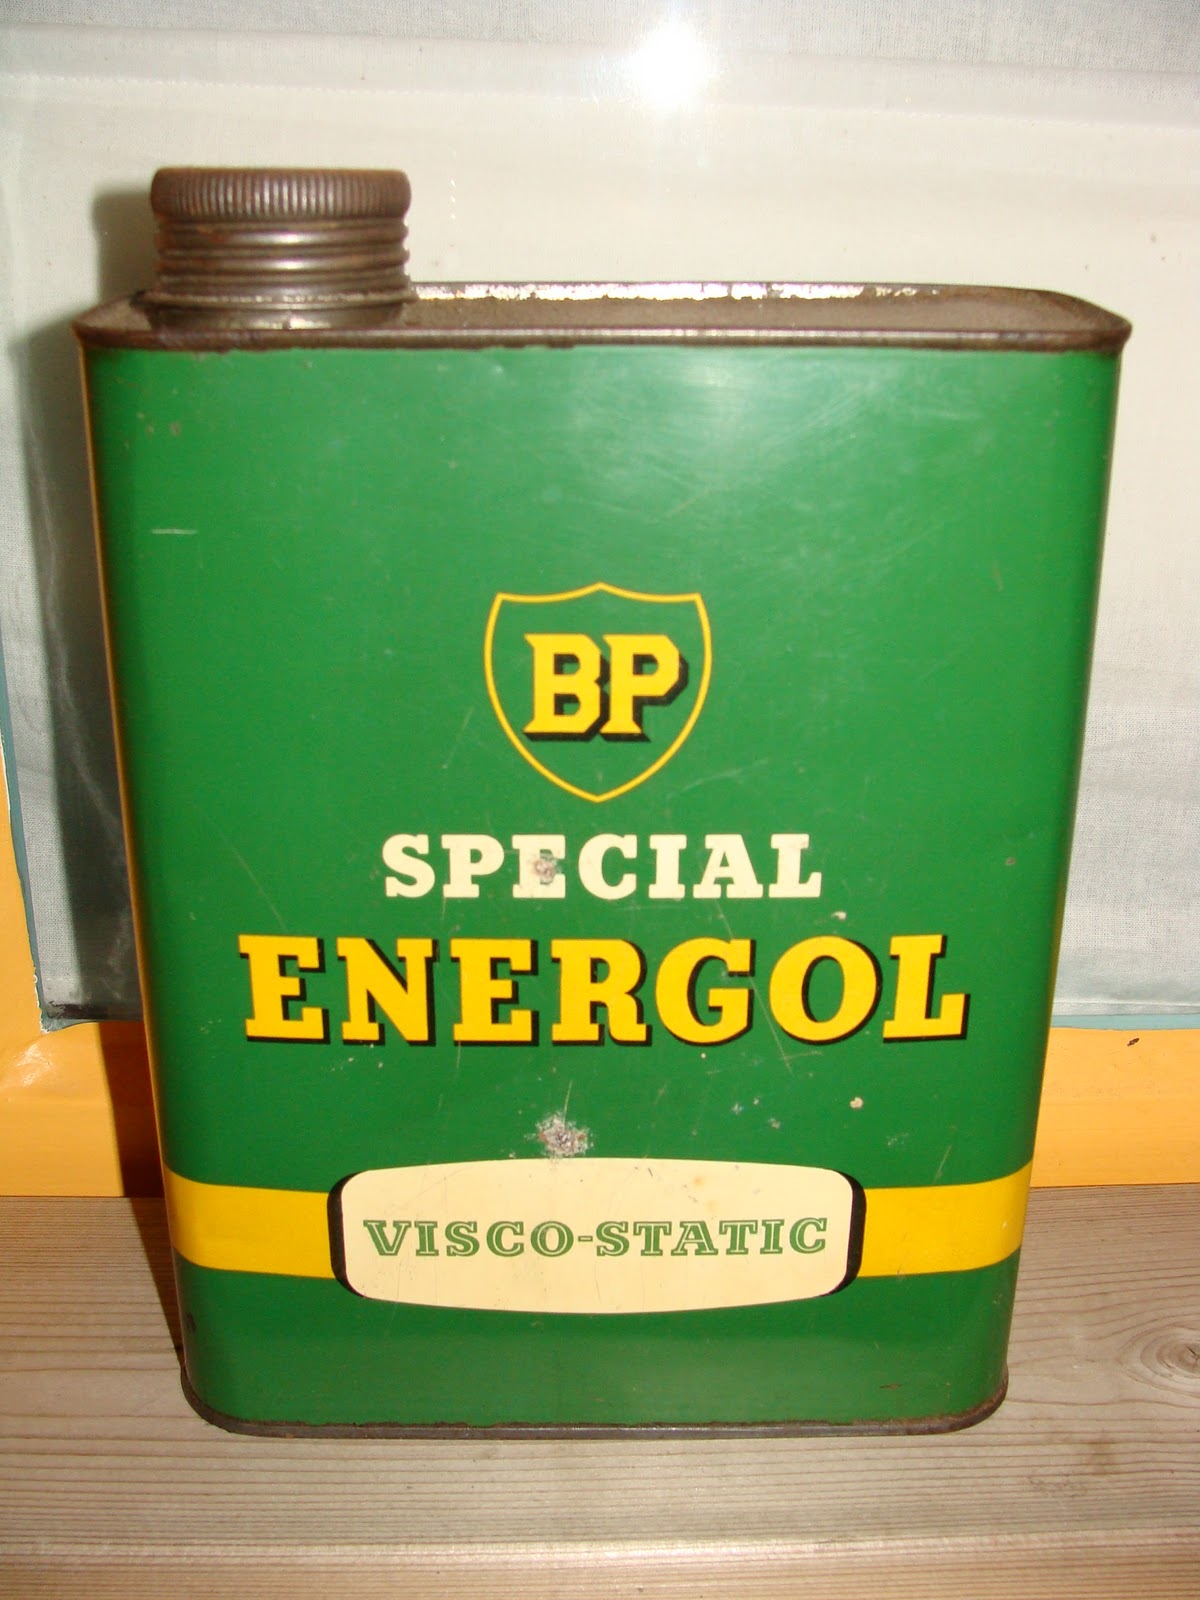 BP
SPECIAL
ENERGOL
VISCO-STATIC